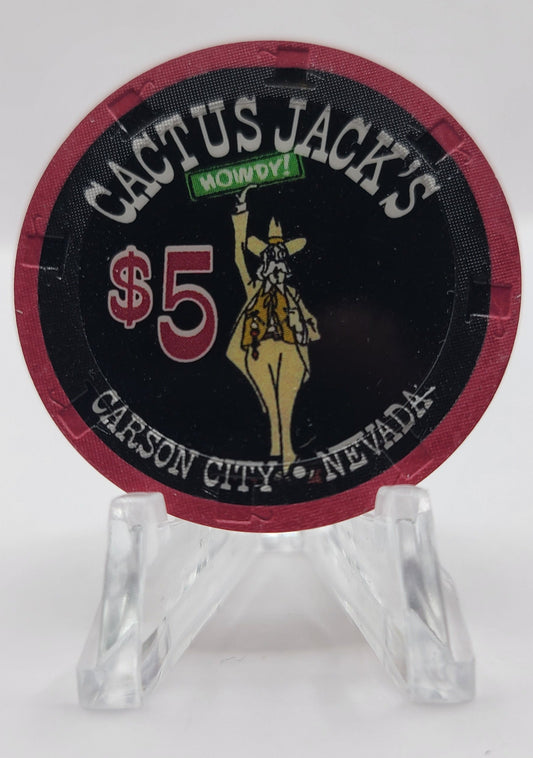 CACTUS JACK'S
HOWDY!
$5
CARSON CITY • NEVADA